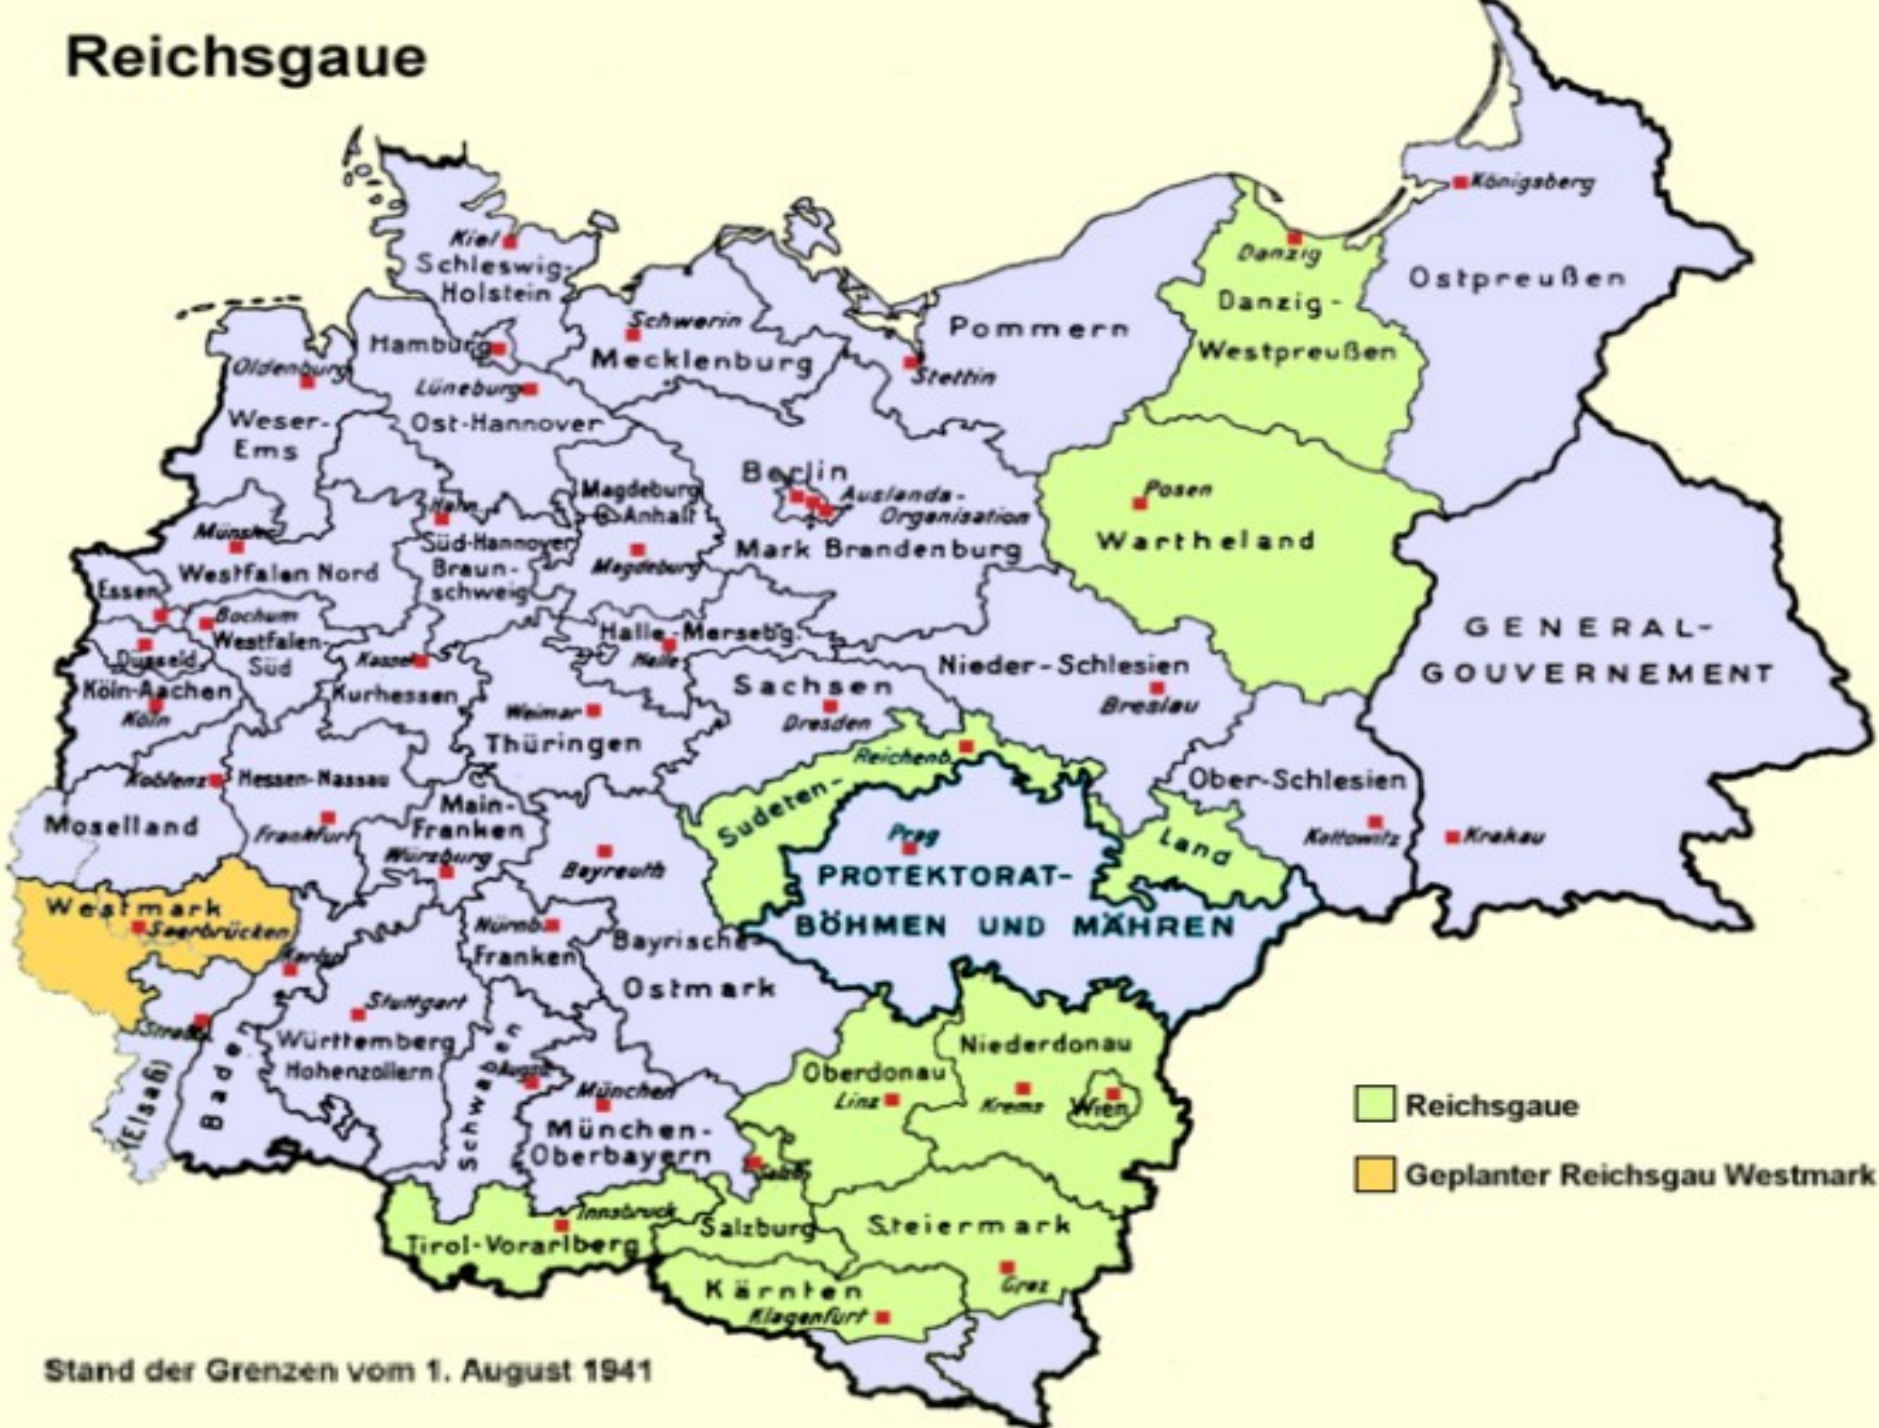 Reichsgaue
Königsberg
Kiel
Schleswig-
Holstein
Danzig
Ostpreußen
Danzig-
Westpreußen
Schwerin
Mecklenburg
Pommern
Hamburg
Stettin
Oldenburg
Lüneburg
Ost-Hannover
Weser-
Ems
Berlin
Auslands-
Organisation
Mark Brandenburg
Magdeburg
Anhalt
Magdeburg
Posen
Wartheland
Süd-Hannover
Braun-
schweig
Westfalen Nord
Essen
Bochum
Westfalen-
Süd
Düsseld.
Köln-Aachen
Köln
Kassel
Kurhessen
Halle-Mersebg.
Halle
Nieder-Schlesien
Breslau
GENERAL-
GOUVERNEMENT
Sachsen
Dresden
Weimar
Thüringen
Reichenb.
Sudeten-
Land
Ober-Schlesien
Kattowitz
Krakau
Koblenz
Hessen-Nassau
Moselland
Frankfurt
Main-
Franken
Würzburg
Bayreuth
Prag
PROTEKTORAT-
BÖHMEN UND MÄHREN
Westmark
Saarbrücken
Nürnb.
Franken
Bayrische
Ostmark
Stuttgart
Württemberg
Hohenzollern
Baden
(Elsaß)
Schwaben
München
München-
Oberbayern
Niederdonau
Oberdonau
Linz
Krems
Wien
Reichsgaue
Geplanter Reichsgau Westmark
Innsbruck
Tirol-Vorarlberg
Salzburg
Steiermark
Graz
Kärnten
Klagenfurt
Stand der Grenzen vom 1. August 1941